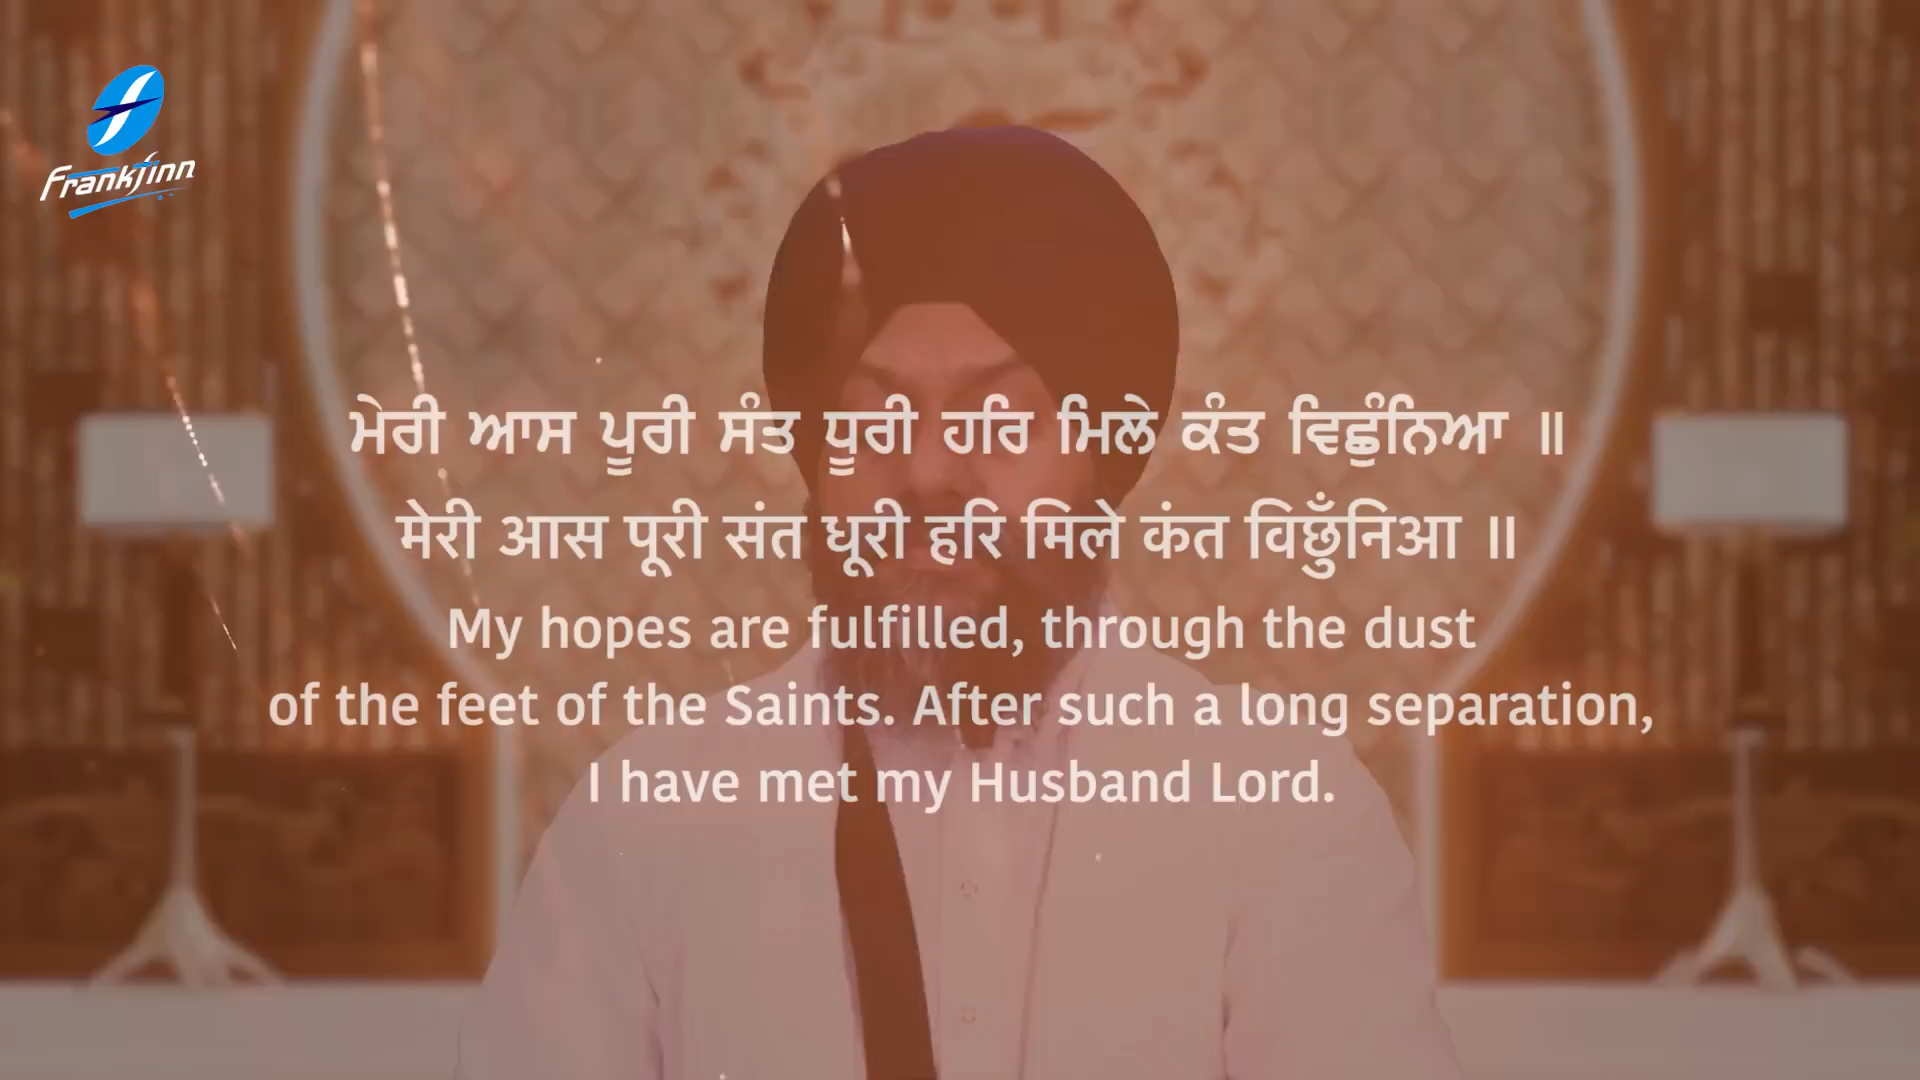 Frankfinn
ਮੇਰੀ ਆਸ ਪੂਰੀ ਸੰਤ ਧੂਰੀ ਹਰਿ ਮਿਲੇ ਕੰਤ ਵਿਛੁੰਨਿਆ ॥
मेरी आस पूरी संत धूरी हरि मिले कंत विछुँनिआ ॥
My hopes are fulfilled, through the dust
of the feet of the Saints. After such a long separation,
I have met my Husband Lord.